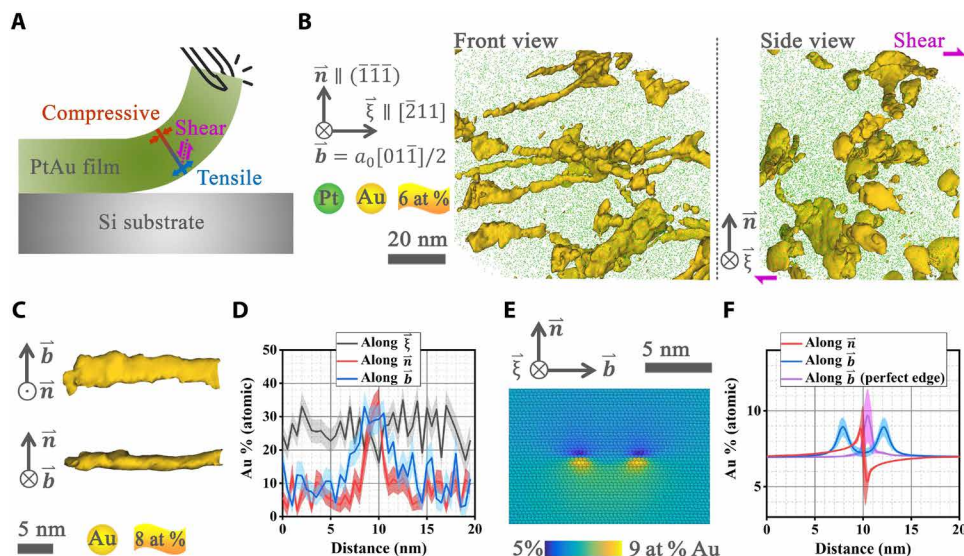 A
Compressive
Shear
PtAu film
Tensile
Si substrate
B
Front view
Side view
Shear
n⃗ ∥ (1̅1̅1̅)
ξ⃗ ∥ [2̅11]
b⃗ = a₀[011̅]/2
Pt
Au
6 at %
20 nm
n⃗
ξ⃗
C
b⃗
n⃗
n⃗
b⃗
5 nm
Au
8 at %
D
Along ξ⃗
Along n⃗
Along b⃗
Au % (atomic)
50
40
30
20
10
0
0
5
10
15
20
Distance (nm)
E
n⃗
ξ⃗
b⃗
5 nm
5%
9 at % Au
F
Along n⃗
Along b⃗
Along b⃗ (perfect edge)
Au % (atomic)
10
5
0
5
10
15
20
Distance (nm)